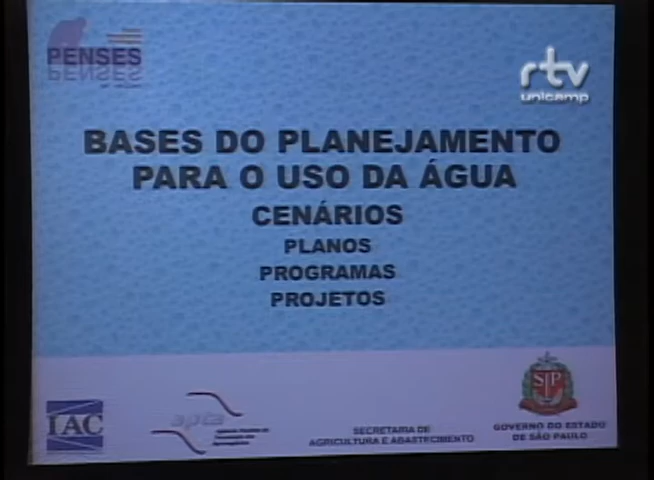 PENSES
rtv
unicamp
BASES DO PLANEJAMENTO
PARA O USO DA ÁGUA
CENÁRIOS
PLANOS
PROGRAMAS
PROJETOS
IAC
apta
SP
SECRETARIA DE
AGRICULTURA E ABASTECIMENTO
GOVERNO DO ESTADO
DE SÃO PAULO